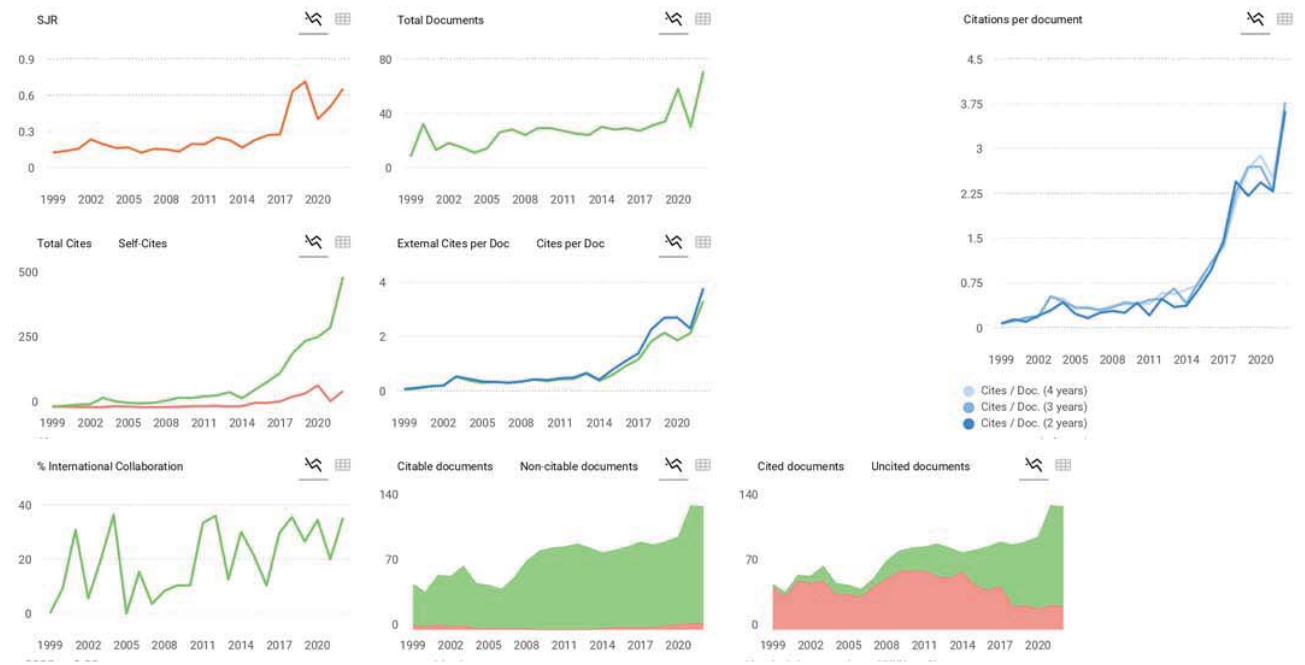 SJR
0.9
0.6
0.3
0
1999 2002 2005 2008 2011 2014 2017 2020
Total Documents
80
40
0
1999 2002 2005 2008 2011 2014 2017 2020
Citations per document
4.5
3.75
3
2.25
1.5
0.75
0
1999 2002 2005 2008 2011 2014 2017 2020
Cites / Doc. (4 years)
Cites / Doc. (3 years)
Cites / Doc. (2 years)
Total Cites Self-Cites
500
250
0
1999 2002 2005 2008 2011 2014 2017 2020
External Cites per Doc Cites per Doc
4
2
0
1999 2002 2005 2008 2011 2014 2017 2020
% International Collaboration
40
20
0
1999 2002 2005 2008 2011 2014 2017 2020
Citable documents Non-citable documents
140
70
0
1999 2002 2005 2008 2011 2014 2017 2020
Cited documents Uncited documents
140
70
0
1999 2002 2005 2008 2011 2014 2017 2020